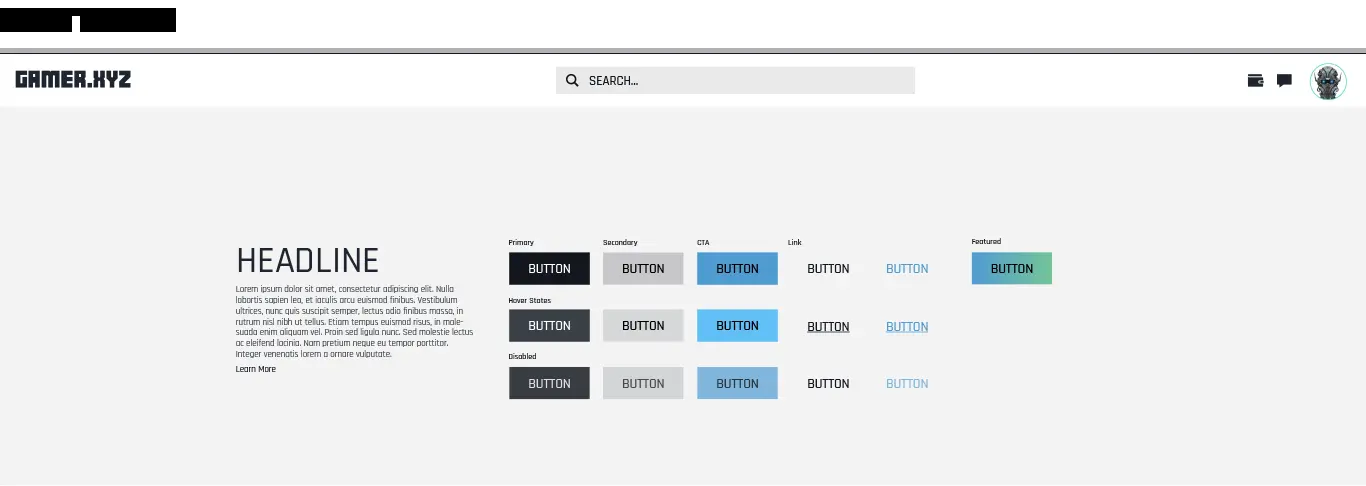 GAMER.XYZ
SEARCH...
HEADLINE
Lorem ipsum dolor sit amet, consectetur adipiscing elit. Nulla
lobortis sapien leo, et iaculis arcu euismod finibus. Vestibulum
ultrices, nunc quis suscipit semper, lectus odio finibus massa, in
rutrum nisl nibh ut tellus. Etiam tempus euismod risus, in male-
suada enim aliquam vel. Proin sed ligula nunc. Sed molestie lectus
ac eleifend lacinia. Nam pretium neque eu tempor porttitor.
Integer venenatis lorem a ornare vulputate.
Learn More
Primary Secondary CTA Link Featured
BUTTON BUTTON BUTTON BUTTON BUTTON BUTTON
Hover States
BUTTON BUTTON BUTTON BUTTON BUTTON
Disabled
BUTTON BUTTON BUTTON BUTTON BUTTON